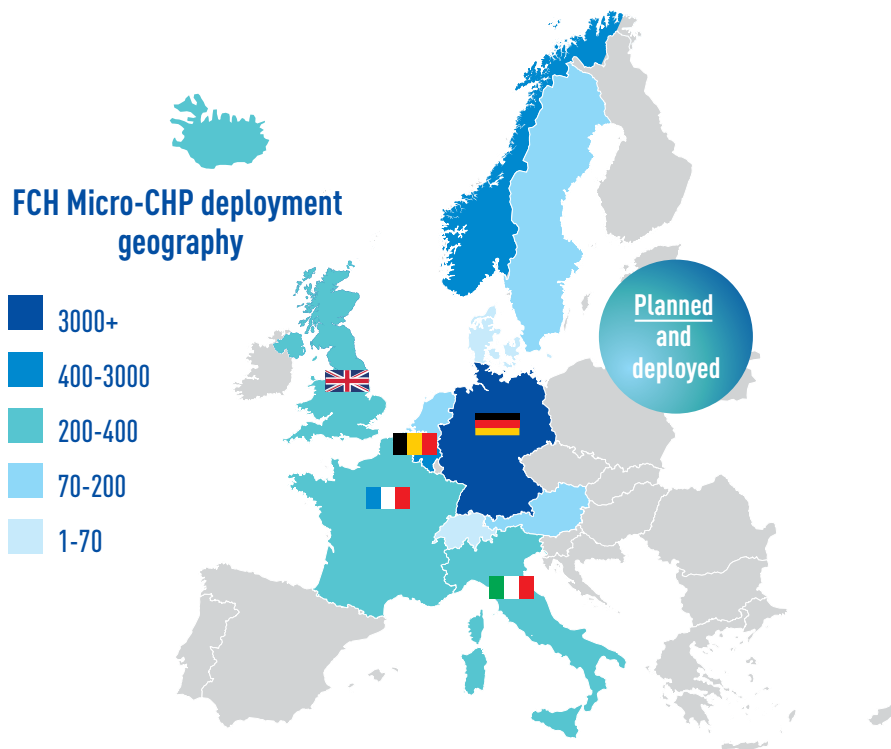 FCH Micro-CHP deployment
geography
3000+
400-3000
200-400
70-200
1-70
Planned
and
deployed